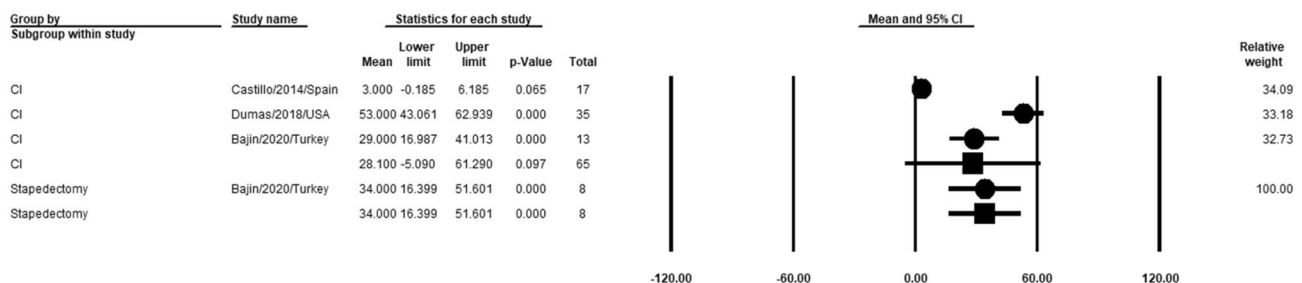 Group by Study name Statistics for each study Mean and 95% CI
Subgroup within study
Lower Upper Relative
Mean limit limit p-Value Total weight
CI Castillo/2014/Spain 3.000 -0.185 6.185 0.065 17 34.09
CI Dumas/2018/USA 53.000 43.061 62.939 0.000 35 33.18
CI Bajin/2020/Turkey 29.000 16.987 41.013 0.000 13 32.73
CI 28.100 -5.090 61.290 0.097 65
Stapedectomy Bajin/2020/Turkey 34.000 16.399 51.601 0.000 8 100.00
Stapedectomy 34.000 16.399 51.601 0.000 8
-120.00 -60.00 0.00 60.00 120.00